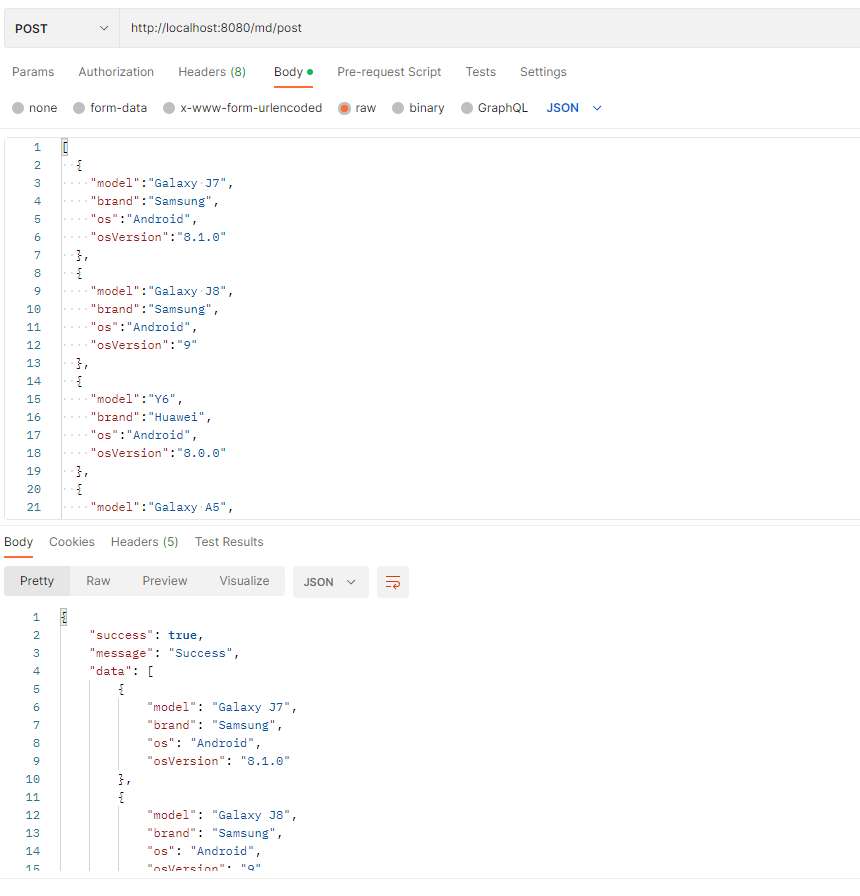 POST http://localhost:8080/md/post
Params Authorization Headers (8) Body Pre-request Script Tests Settings
none form-data x-www-form-urlencoded raw binary GraphQL JSON
1 [
2 {
3 "model":"Galaxy J7",
4 "brand":"Samsung",
5 "os":"Android",
6 "osVersion":"8.1.0"
7 },
8 {
9 "model":"Galaxy J8",
10 "brand":"Samsung",
11 "os":"Android",
12 "osVersion":"9"
13 },
14 {
15 "model":"Y6",
16 "brand":"Huawei",
17 "os":"Android",
18 "osVersion":"8.0.0"
19 },
20 {
21 "model":"Galaxy A5",
Body Cookies Headers (5) Test Results
Pretty Raw Preview Visualize JSON
1 {
2 "success": true,
3 "message": "Success",
4 "data": [
5 {
6 "model": "Galaxy J7",
7 "brand": "Samsung",
8 "os": "Android",
9 "osVersion": "8.1.0"
10 },
11 {
12 "model": "Galaxy J8",
13 "brand": "Samsung",
14 "os": "Android",
15 "osVersion": "9"